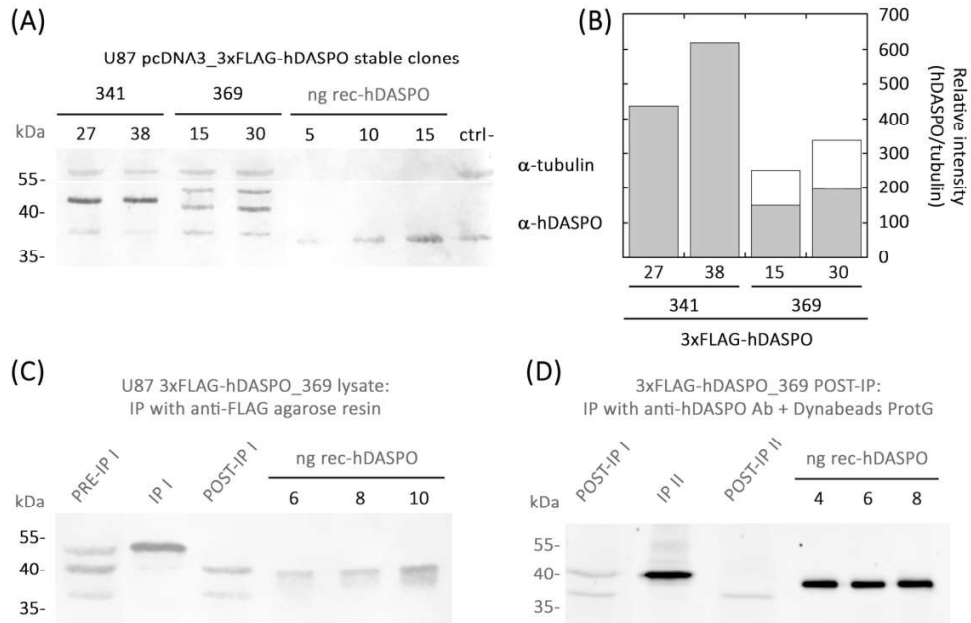 (A)
U87 pcDNA3_3xFLAG-hDASPO stable clones
341 369 ng rec-hDASPO
kDa 27 38 15 30 5 10 15 ctrl-
55-
40-
35-
α-tubulin
α-hDASPO
(B)
700
600
500
400
300
200
100
0
Relative intensity
(hDASPO/tubulin)
27 38 15 30
341 369
3xFLAG-hDASPO
(C)
U87 3xFLAG-hDASPO_369 lysate:
IP with anti-FLAG agarose resin
PRE-IP I IP I POST-IP I ng rec-hDASPO
kDa 6 8 10
55-
40-
35-
(D)
3xFLAG-hDASPO_369 POST-IP:
IP with anti-hDASPO Ab + Dynabeads ProtG
POST-IP I IP II POST-IP II ng rec-hDASPO
kDa 4 6 8
55-
40-
35-